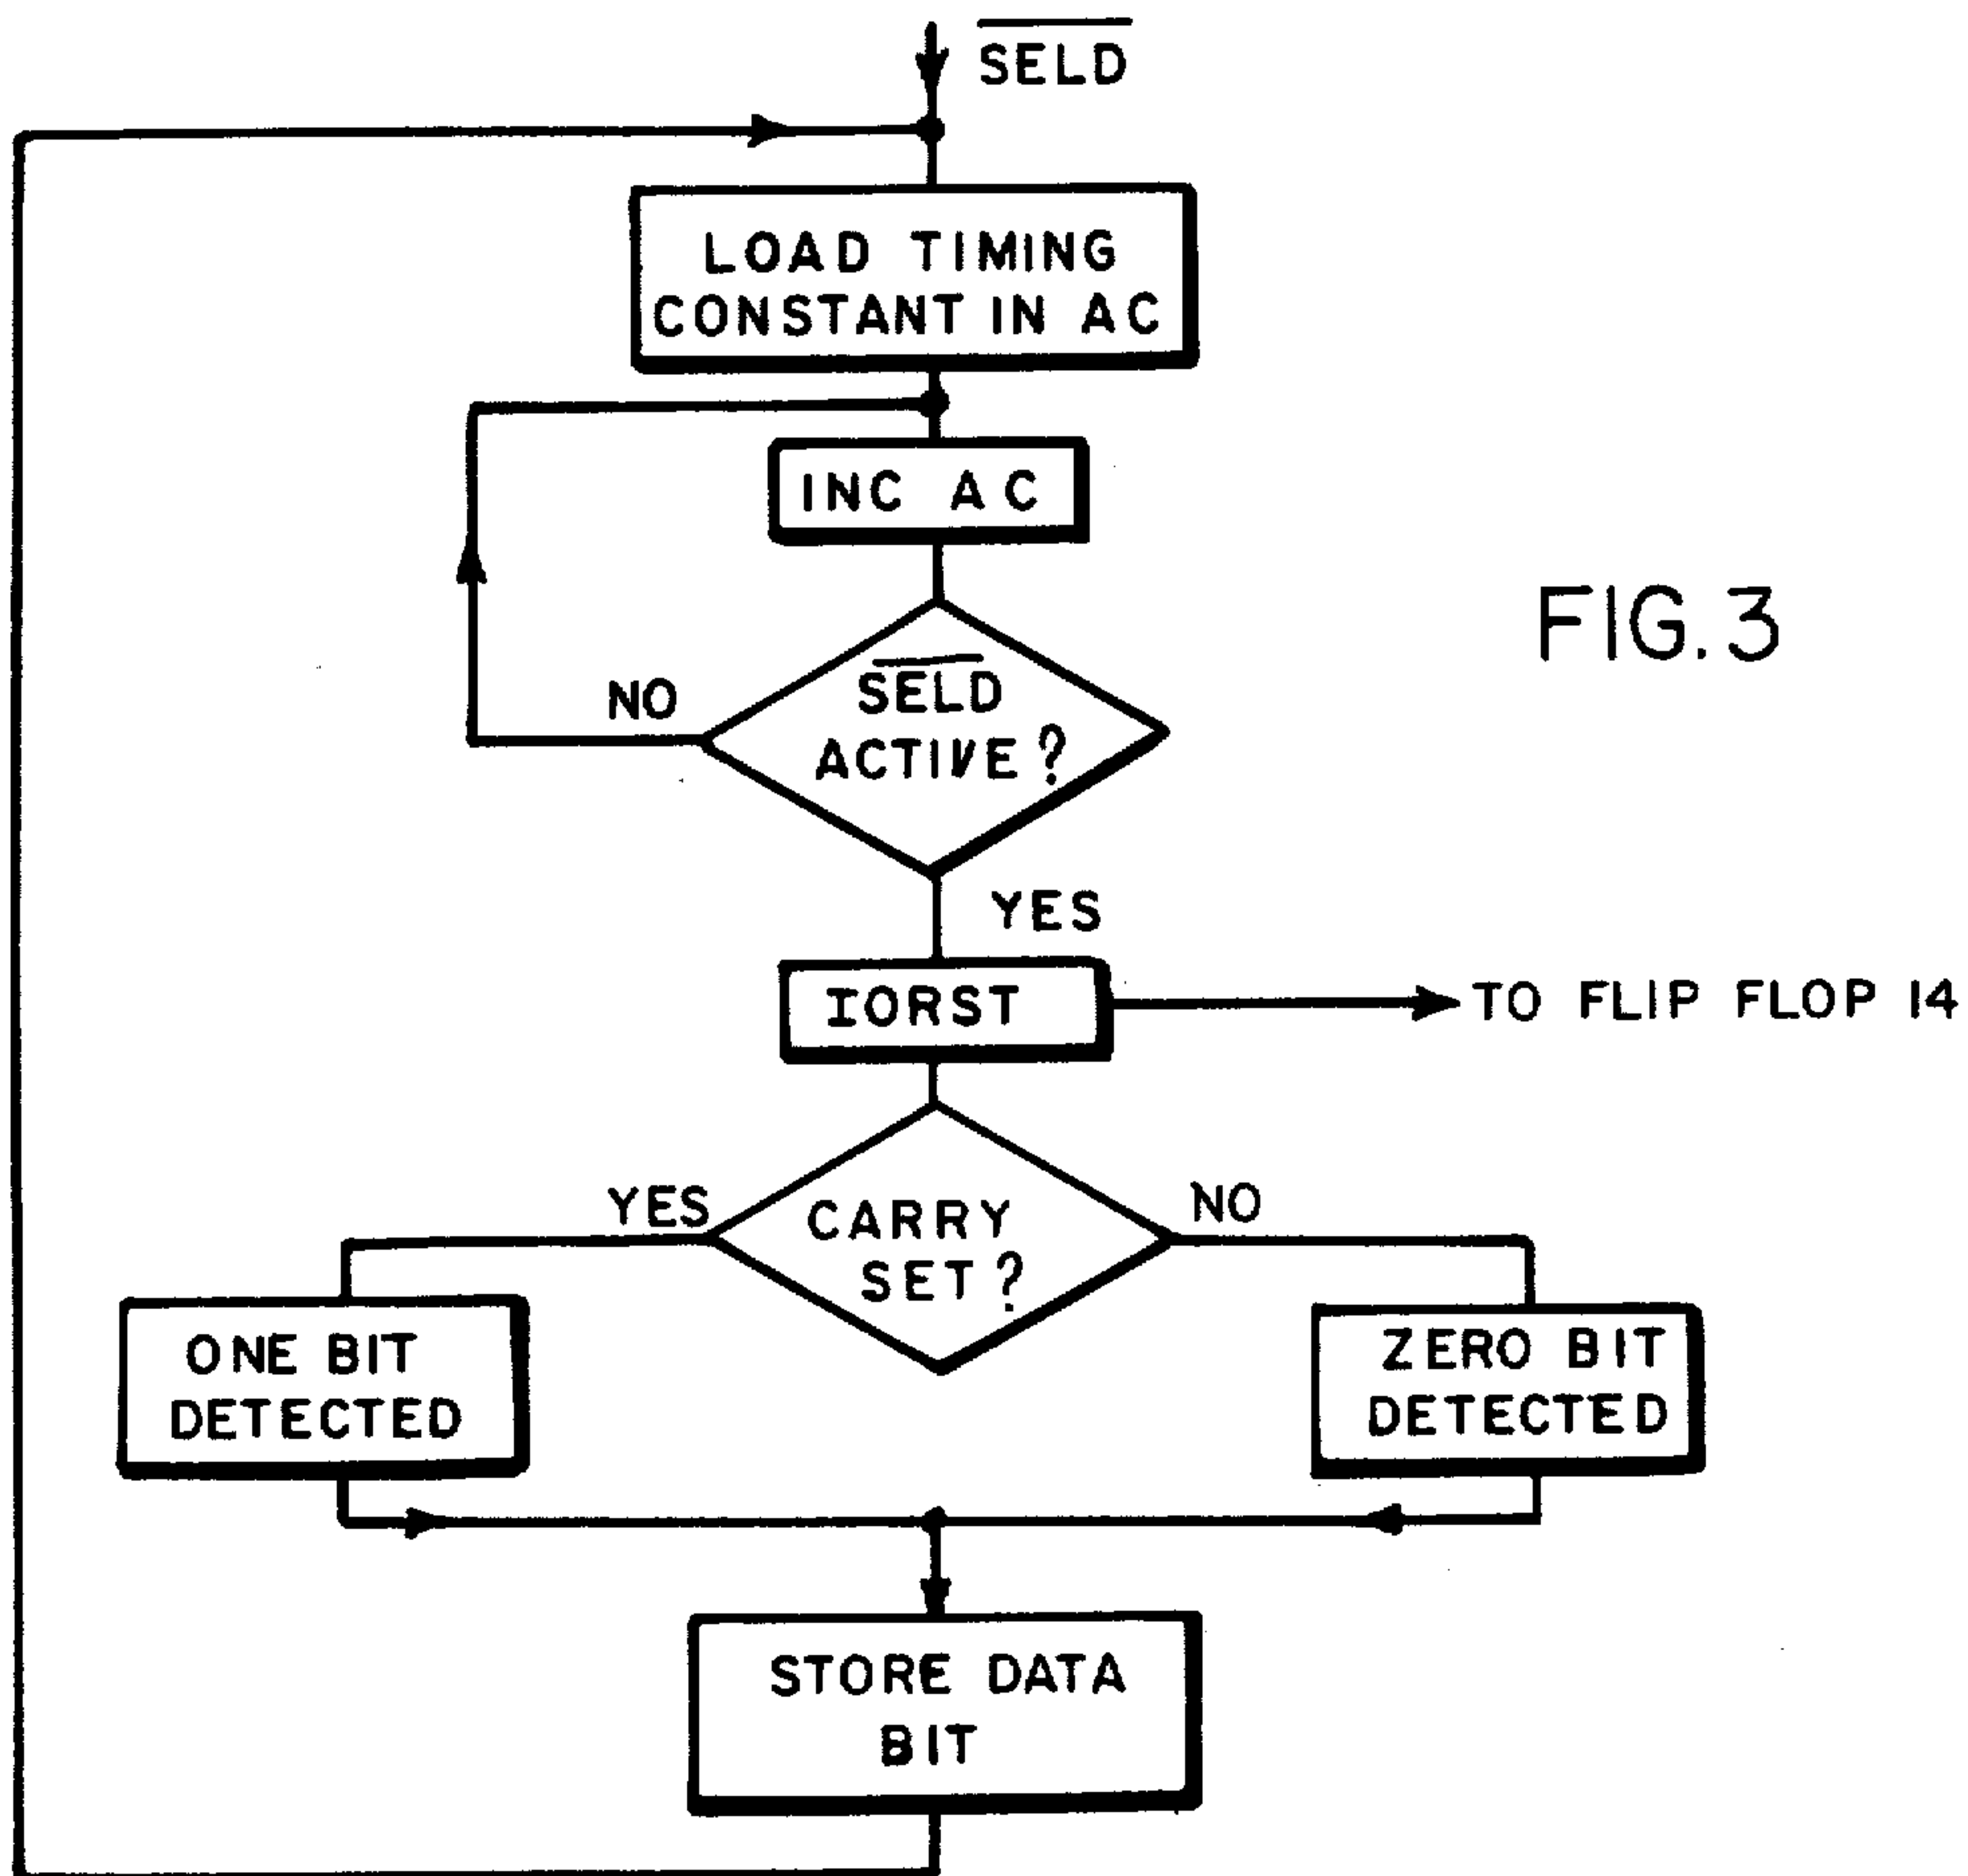 SELD
LOAD TIMING
CONSTANT IN AC
INC AC
FIG. 3
NO
SELD
ACTIVE?
YES
IORST
TO FLIP FLOP 14
YES
CARRY
SET?
NO
ONE BIT
DETECTED
ZERO BIT
DETECTED
STORE DATA
BIT